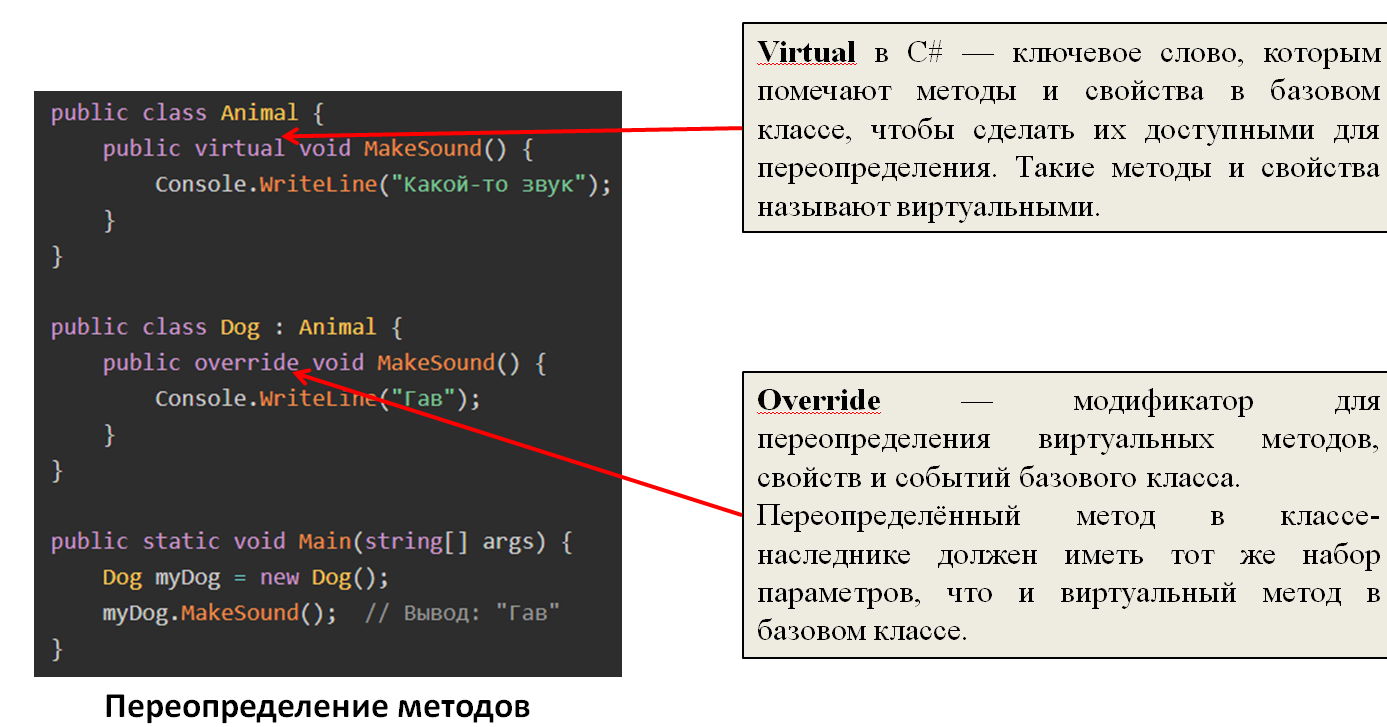 public class Animal {
public virtual void MakeSound() {
Console.WriteLine("Какой-то звук");
}
}
public class Dog : Animal {
public override void MakeSound() {
Console.WriteLine("Гав");
}
}
public static void Main(string[] args) {
Dog myDog = new Dog();
myDog.MakeSound();  // Вывод: "Гав"
}
Переопределение методов
Virtual в C# — ключевое слово, которым
помечают методы и свойства в базовом
классе, чтобы сделать их доступными для
переопределения. Такие методы и свойства
называют виртуальными.
Override — модификатор для
переопределения виртуальных методов,
свойств и событий базового класса.
Переопределённый метод в классе-
наследнике должен иметь тот же набор
параметров, что и виртуальный метод в
базовом классе.